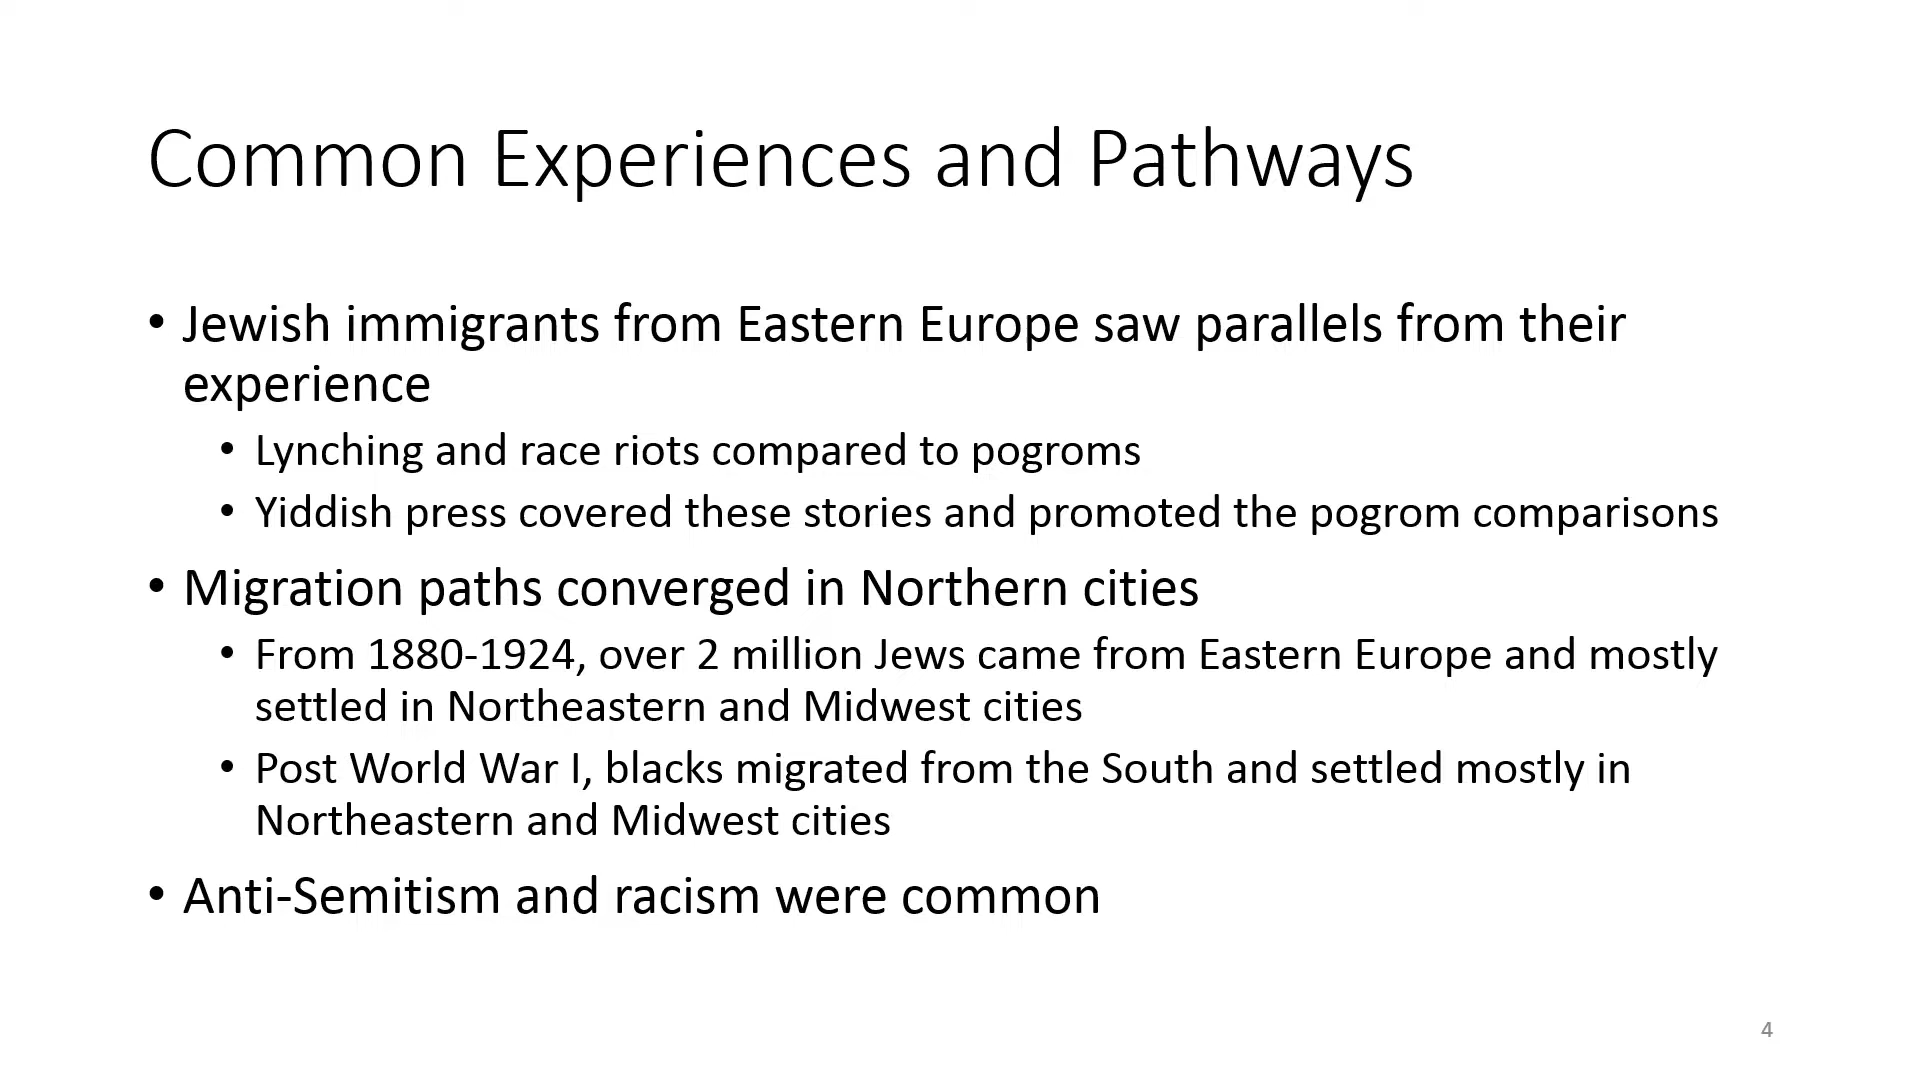 Common Experiences and Pathways
• Jewish immigrants from Eastern Europe saw parallels from their
experience
• Lynching and race riots compared to pogroms
• Yiddish press covered these stories and promoted the pogrom comparisons
• Migration paths converged in Northern cities
• From 1880-1924, over 2 million Jews came from Eastern Europe and mostly
settled in Northeastern and Midwest cities
• Post World War I, blacks migrated from the South and settled mostly in
Northeastern and Midwest cities
• Anti-Semitism and racism were common
4